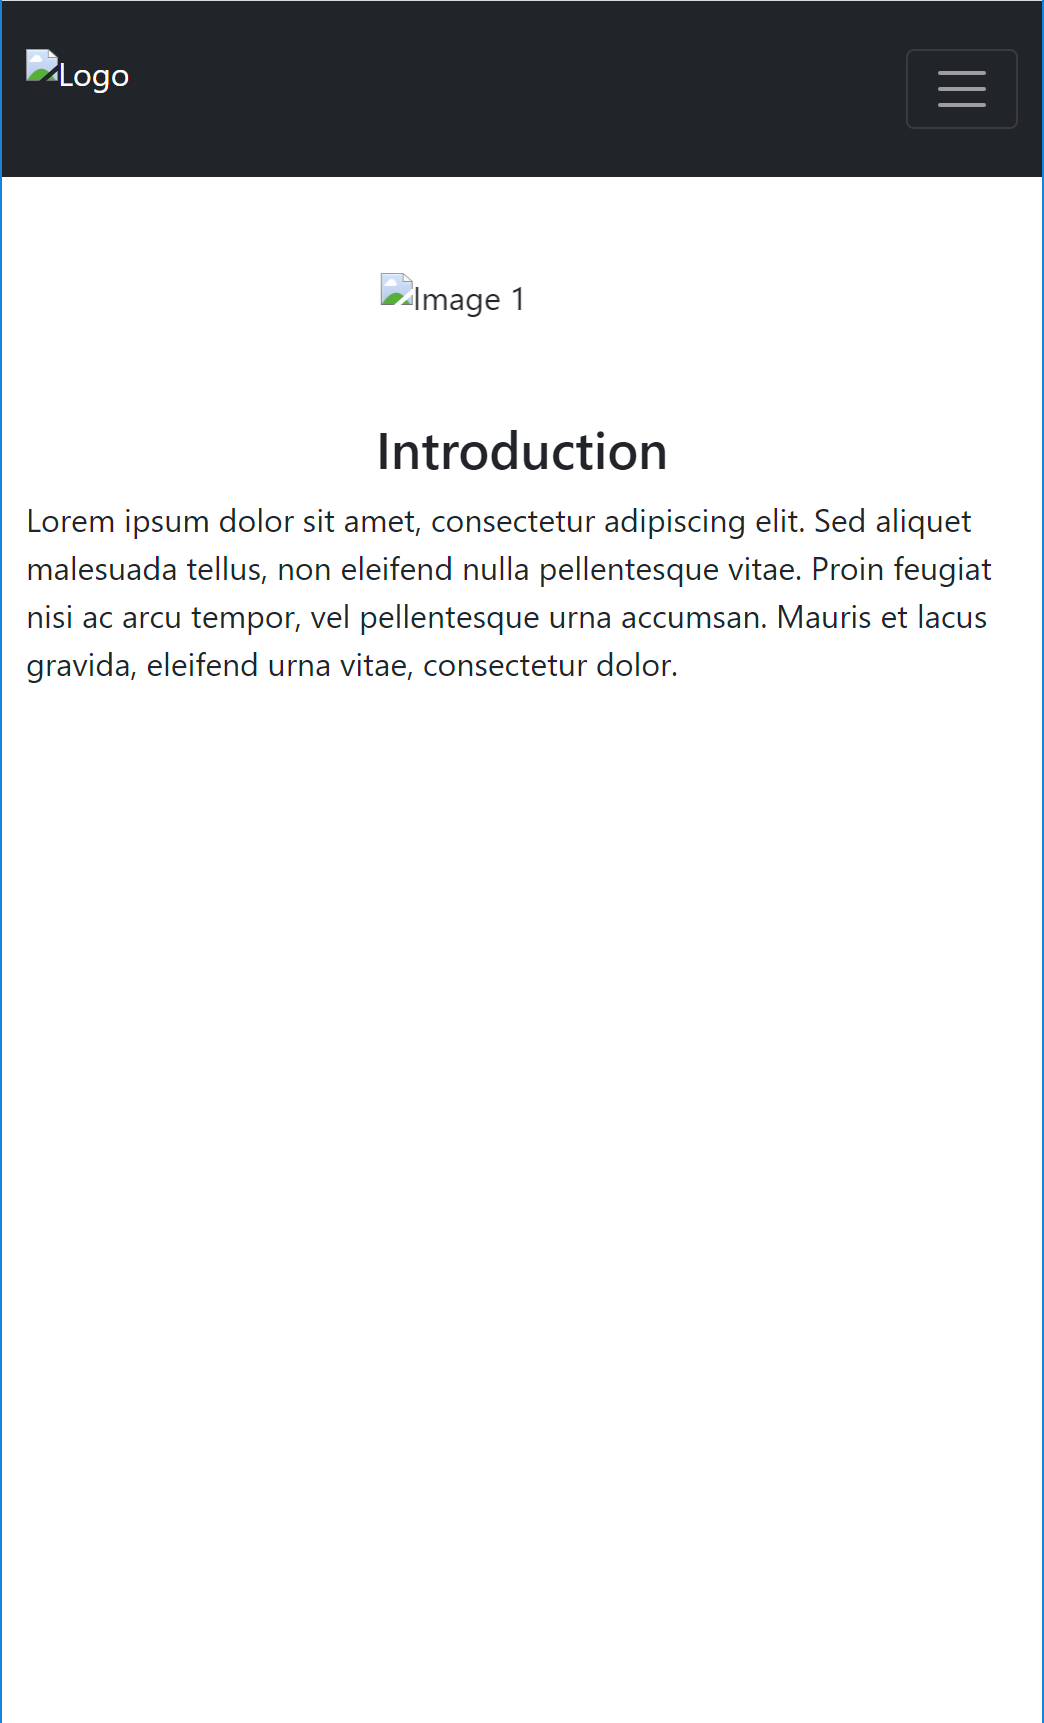 Logo
Image 1
Introduction
Lorem ipsum dolor sit amet, consectetur adipiscing elit. Sed aliquet
malesuada tellus, non eleifend nulla pellentesque vitae. Proin feugiat
nisi ac arcu tempor, vel pellentesque urna accumsan. Mauris et lacus
gravida, eleifend urna vitae, consectetur dolor.